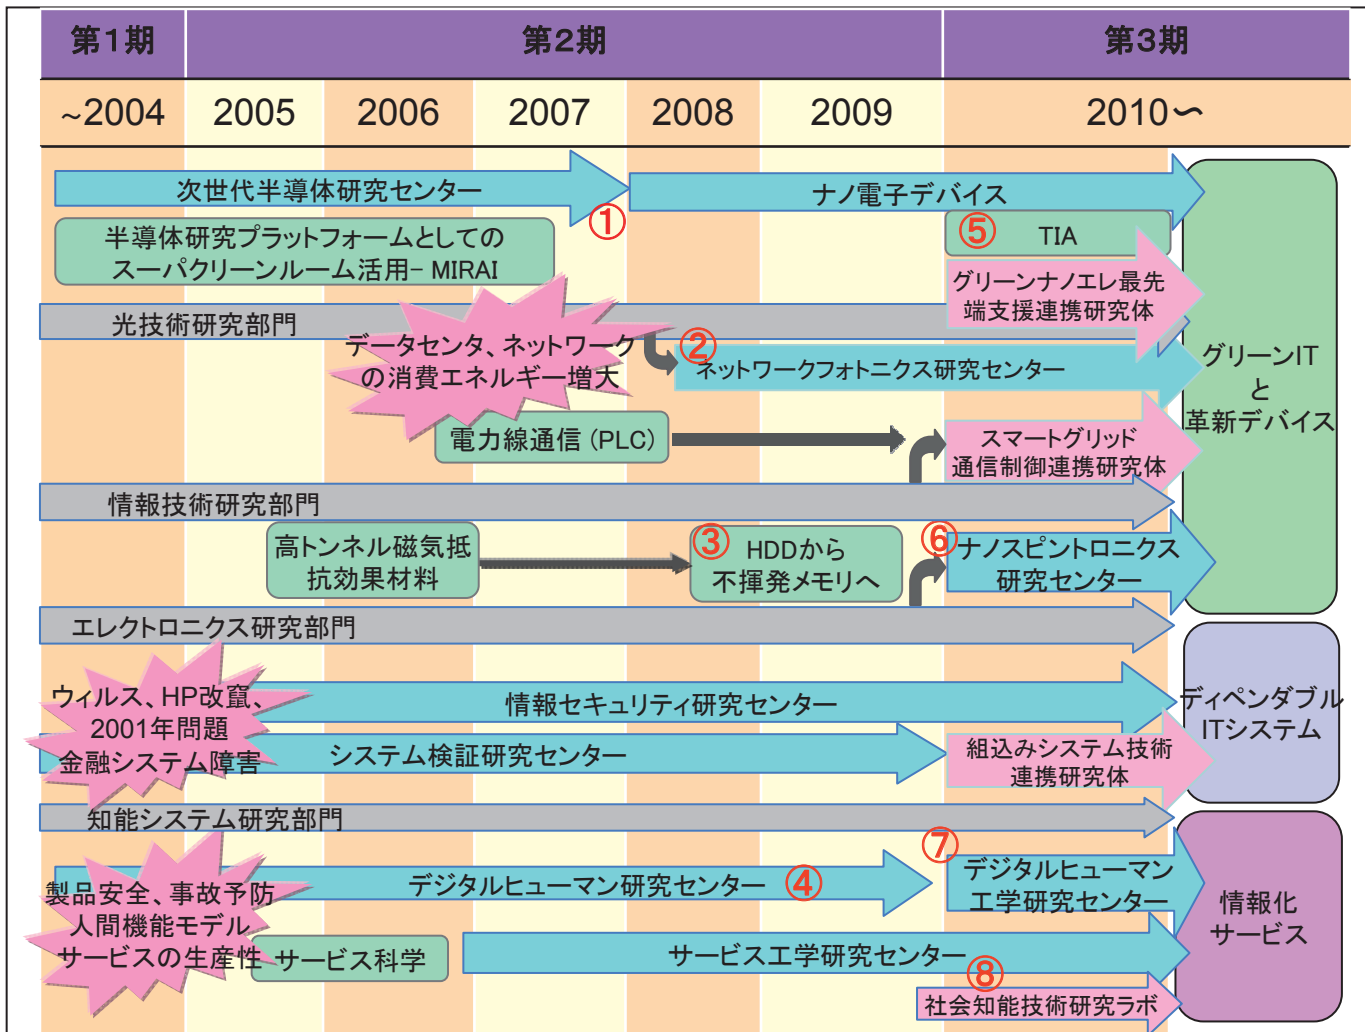 第1期
第2期
第3期
~2004
2005
2006
2007
2008
2009
2010～
次世代半導体研究センター
ナノ電子デバイス
①
⑤
TIA
半導体研究プラットフォームとしての
スーパクリーンルーム活用- MIRAI
グリーンナノエレ最先
端支援連携研究体
光技術研究部門
データセンタ、ネットワーク
の消費エネルギー増大
②
ネットワークフォトニクス研究センター
グリーンIT
と
革新デバイス
電力線通信 (PLC)
スマートグリッド
通信制御連携研究体
情報技術研究部門
高トンネル磁気抵
抗効果材料
③
HDDから
不揮発メモリへ
⑥
ナノスピントロニクス
研究センター
エレクトロニクス研究部門
ウィルス、HP改竄、
2001年問題
金融システム障害
情報セキュリティ研究センター
システム検証研究センター
組込みシステム技術
連携研究体
ディペンダブル
ITシステム
知能システム研究部門
製品安全、事故予防
人間機能モデル
サービスの生産性
デジタルヒューマン研究センター
④
⑦
デジタルヒューマン
工学研究センター
サービス科学
サービス工学研究センター
⑧
社会知能技術研究ラボ
情報化
サービス